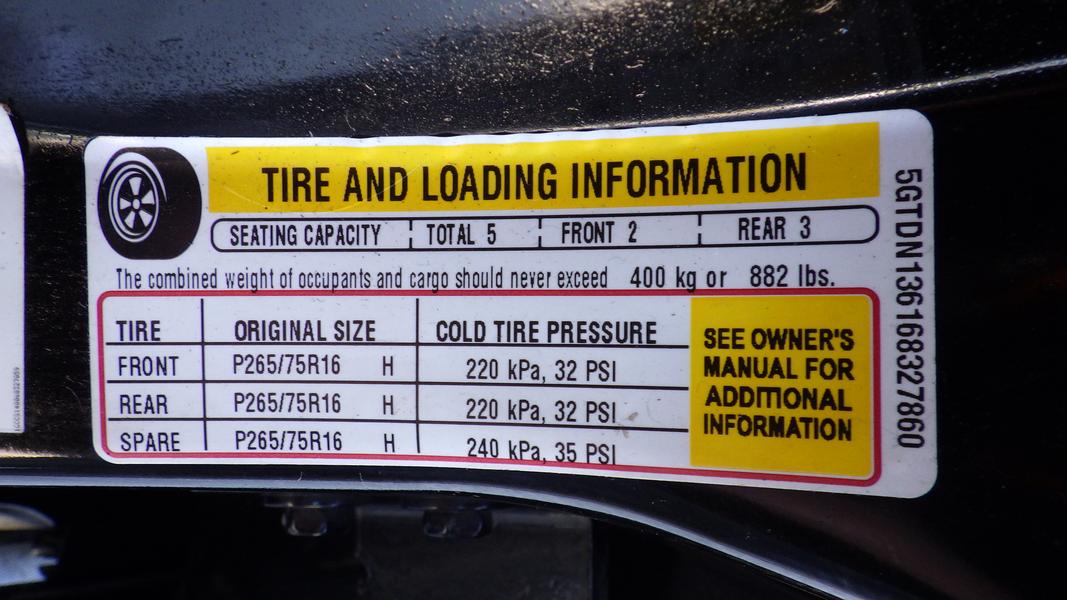 TIRE AND LOADING INFORMATION
SEATING CAPACITY TOTAL 5 FRONT 2 REAR 3
The combined weight of occupants and cargo should never exceed 400 kg or 882 lbs.
TIRE ORIGINAL SIZE COLD TIRE PRESSURE
FRONT P265/75R16 H 220 kPa, 32 PSI
REAR P265/75R16 H 220 kPa, 32 PSI
SPARE P265/75R16 H 240 kPa, 35 PSI
SEE OWNER'S
MANUAL FOR
ADDITIONAL
INFORMATION
5GTDN136168327860